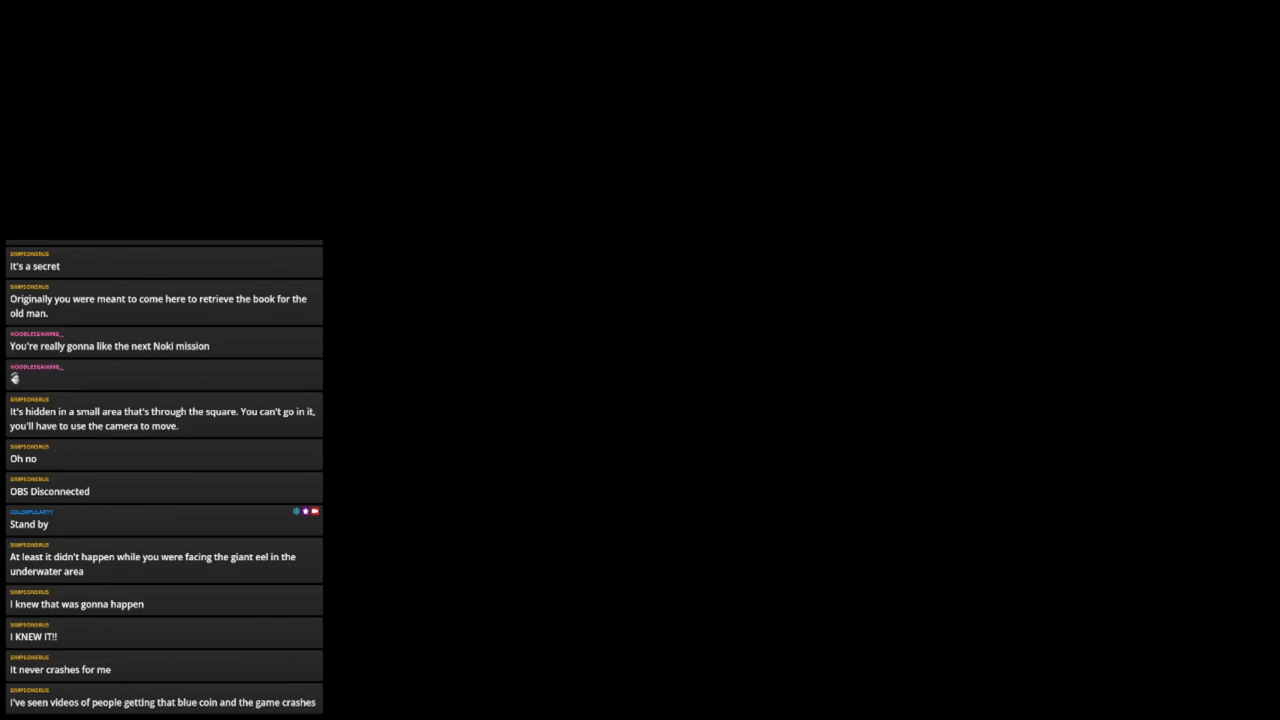 SIMPSONSRUS
It's a secret
SIMPSONSRUS
Originally you were meant to come here to retrieve the book for the
old man.
NOODLESGAMING_
You're really gonna like the next Noki mission
NOODLESGAMING_
SIMPSONSRUS
It's hidden in a small area that's through the square. You can't go in it,
you'll have to use the camera to move.
SIMPSONSRUS
Oh no
SIMPSONSRUS
OBS Disconnected
COLORFULARTY
Stand by
SIMPSONSRUS
At least it didn't happen while you were facing the giant eel in the
underwater area
SIMPSONSRUS
I knew that was gonna happen
SIMPSONSRUS
I KNEW IT!!
SIMPSONSRUS
It never crashes for me
SIMPSONSRUS
I've seen videos of people getting that blue coin and the game crashes